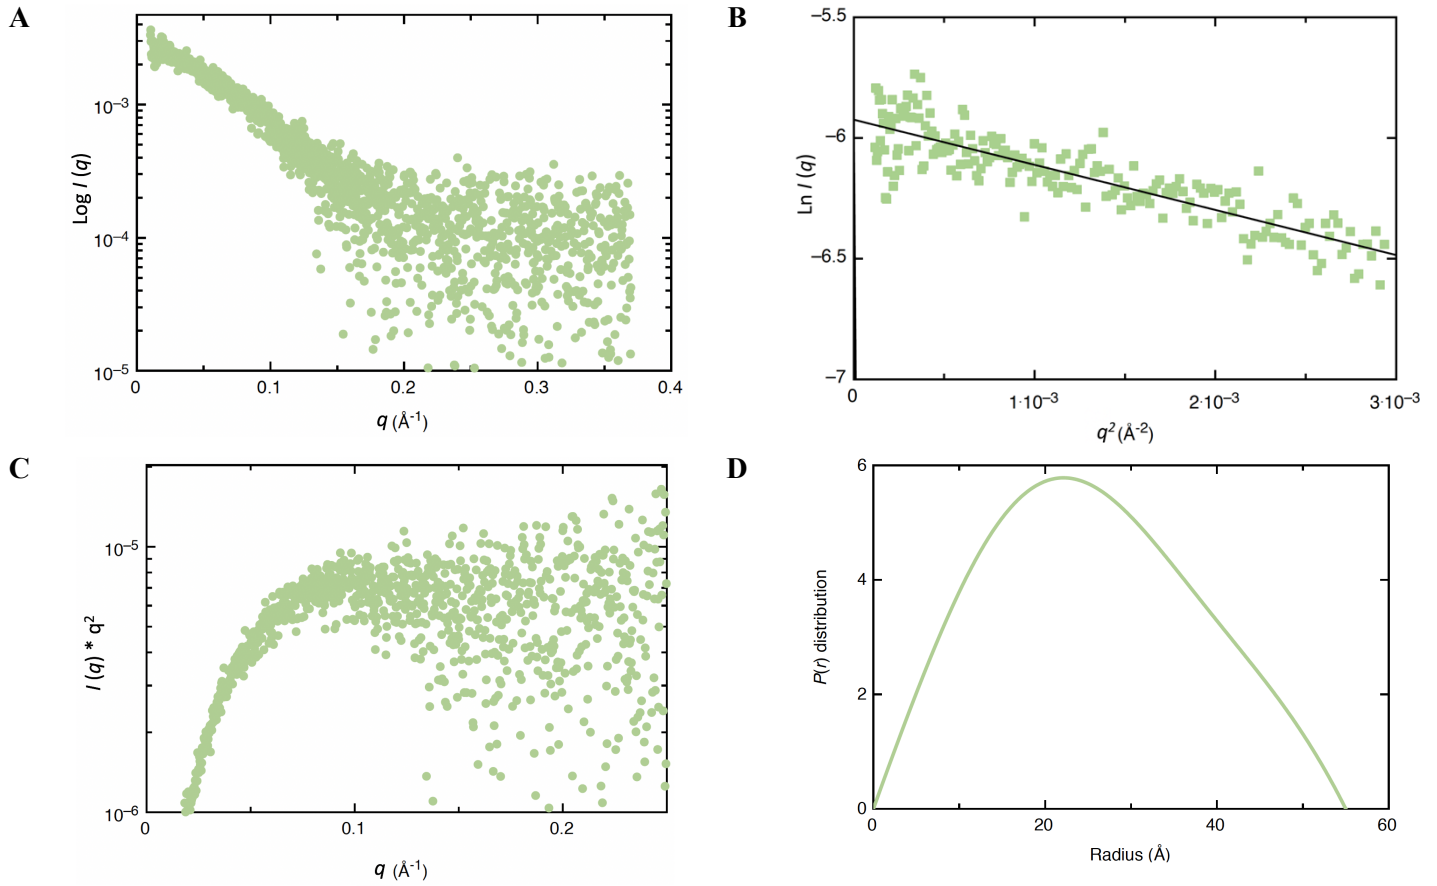 A
10⁻³
10⁻⁴
10⁻⁵
Log I (q)
0 0.1 0.2 0.3 0.4
q (Å⁻¹)
B
–5.5
–6
–6.5
–7
Ln I (q)
0 1·10⁻³ 2·10⁻³ 3·10⁻³
q² (Å⁻²)
C
10⁻⁵
10⁻⁶
I (q) * q²
0 0.1 0.2
q (Å⁻¹)
D
6
4
2
0
P(r) distribution
0 20 40 60
Radius (Å)